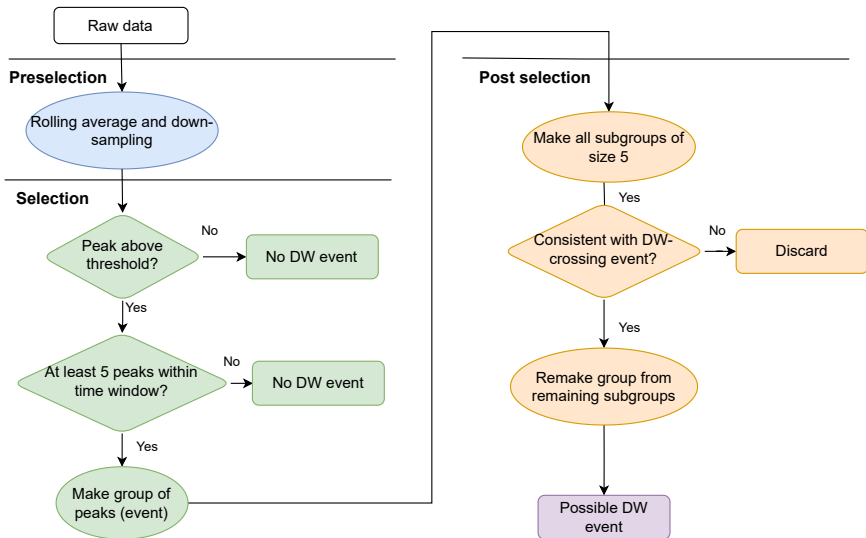 Raw data
Preselection
Rolling average and down-
sampling
Selection
Peak above
threshold?
No
No DW event
Yes
At least 5 peaks within
time window?
No
No DW event
Yes
Make group of
peaks (event)
Post selection
Make all subgroups of
size 5
Yes
Consistent with DW-
crossing event?
No
Discard
Yes
Remake group from
remaining subgroups
Possible DW
event